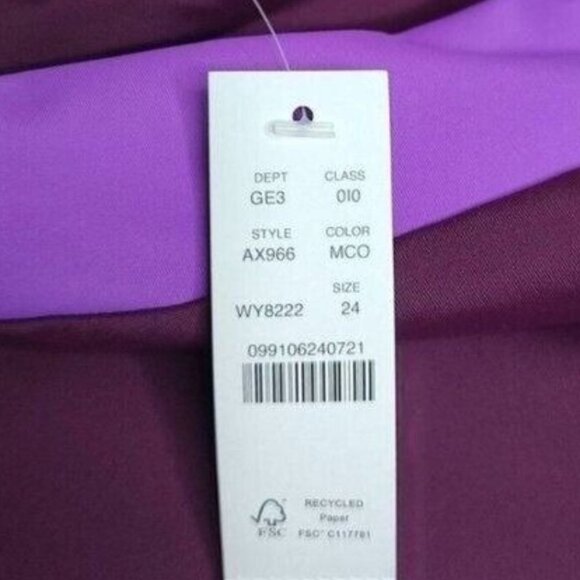 DEPT CLASS
GE3 010
STYLE COLOR
AX966 MCO
SIZE
WY8222 24
099106240721
RECYCLED
Paper
FSC FSC® C117781